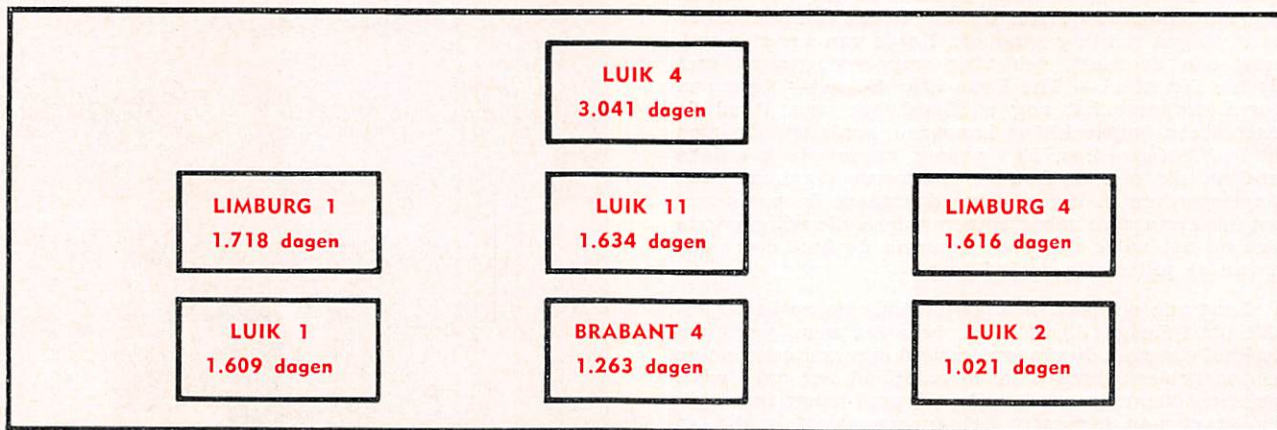 LUIK 4
3.041 dagen
LIMBURG 1
1.718 dagen
LUIK 11
1.634 dagen
LIMBURG 4
1.616 dagen
LUIK 1
1.609 dagen
BRABANT 4
1.263 dagen
LUIK 2
1.021 dagen